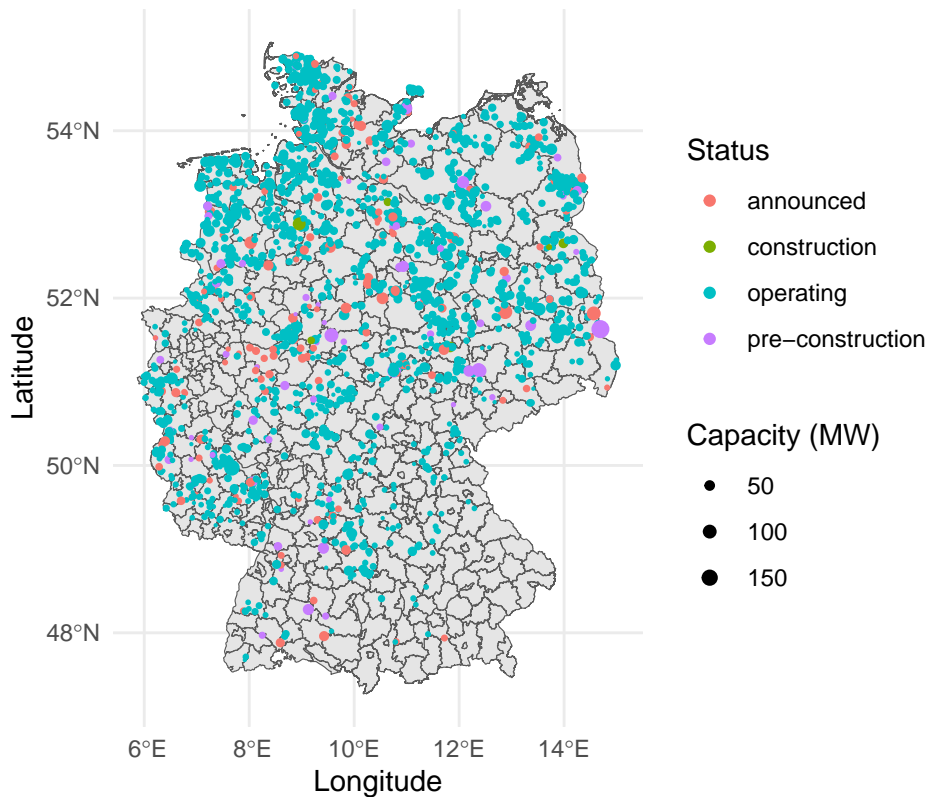 54°N
52°N
50°N
48°N
6°E 8°E 10°E 12°E 14°E
Longitude
Latitude
Status
announced
construction
operating
pre−construction
Capacity (MW)
50
100
150